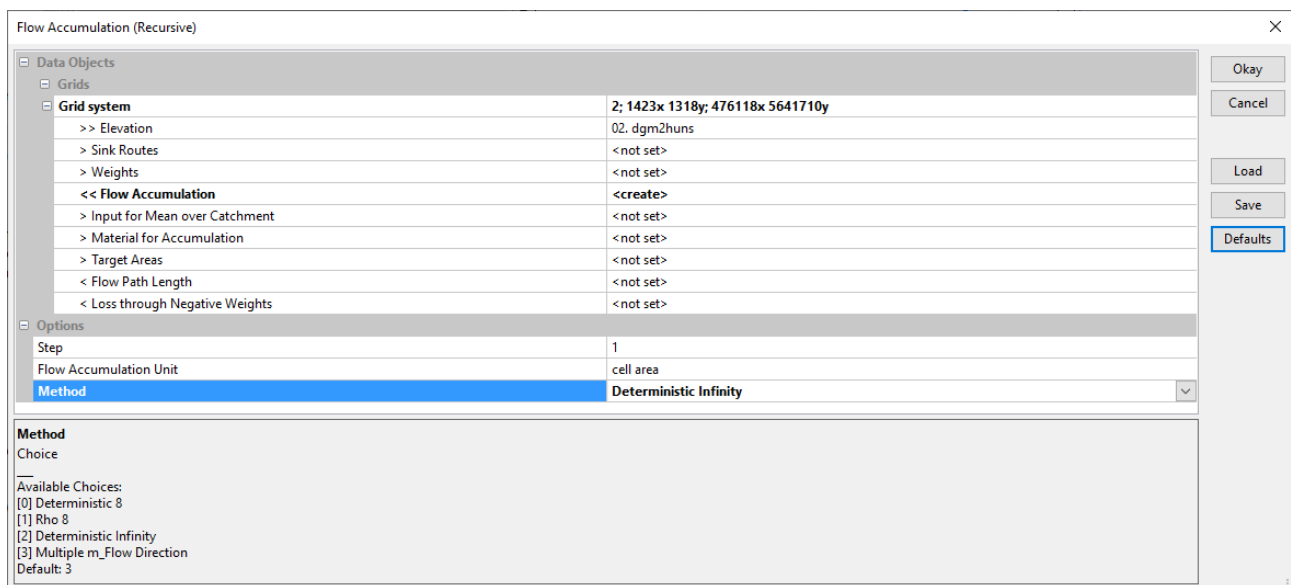 Flow Accumulation (Recursive)
Data Objects
Grids
Grid system 2; 1423x 1318y; 476118x 5641710y
>> Elevation 02. dgm2huns
> Sink Routes <not set>
> Weights <not set>
<< Flow Accumulation <create>
> Input for Mean over Catchment <not set>
> Material for Accumulation <not set>
> Target Areas <not set>
< Flow Path Length <not set>
< Loss through Negative Weights <not set>
Options
Step 1
Flow Accumulation Unit cell area
Method Deterministic Infinity
Okay
Cancel
Load
Save
Defaults
Method
Choice
__
Available Choices:
[0] Deterministic 8
[1] Rho 8
[2] Deterministic Infinity
[3] Multiple m_Flow Direction
Default: 3